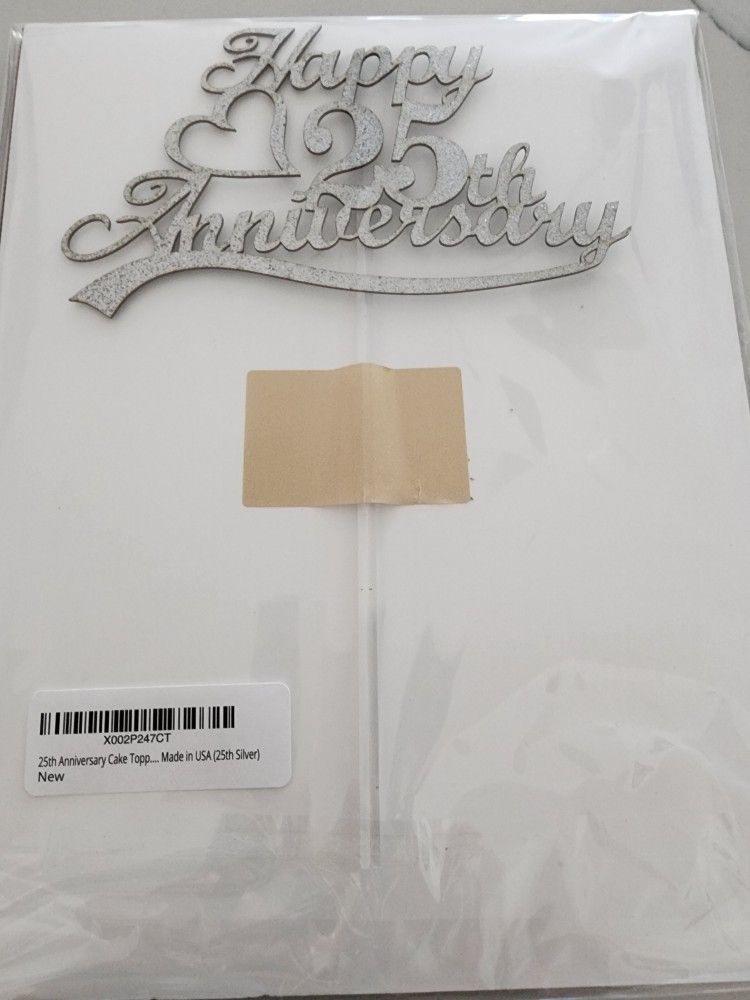 Happy
25th
Anniversary
X002P247CT
25th Anniversary Cake Topp.... Made in USA (25th Silver)
New